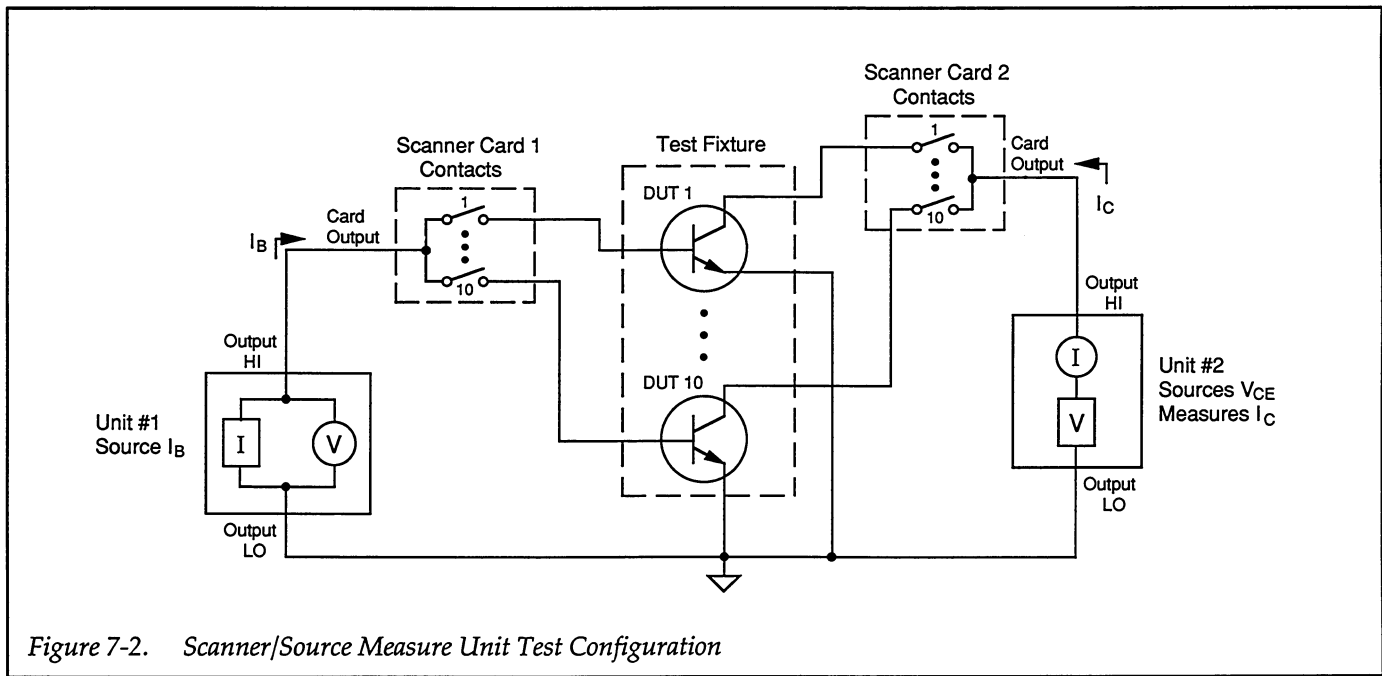 Scanner Card 2
Contacts
1
10
Card
Output
I_C
Scanner Card 1
Contacts
1
10
Card
Output
I_B
Test Fixture
DUT 1
DUT 10
Output
HI
Unit #1
Source I_B
I
V
Output
LO
Output
HI
I
V
Unit #2
Sources V_CE
Measures I_C
Output
LO
Figure 7-2. Scanner/Source Measure Unit Test Configuration